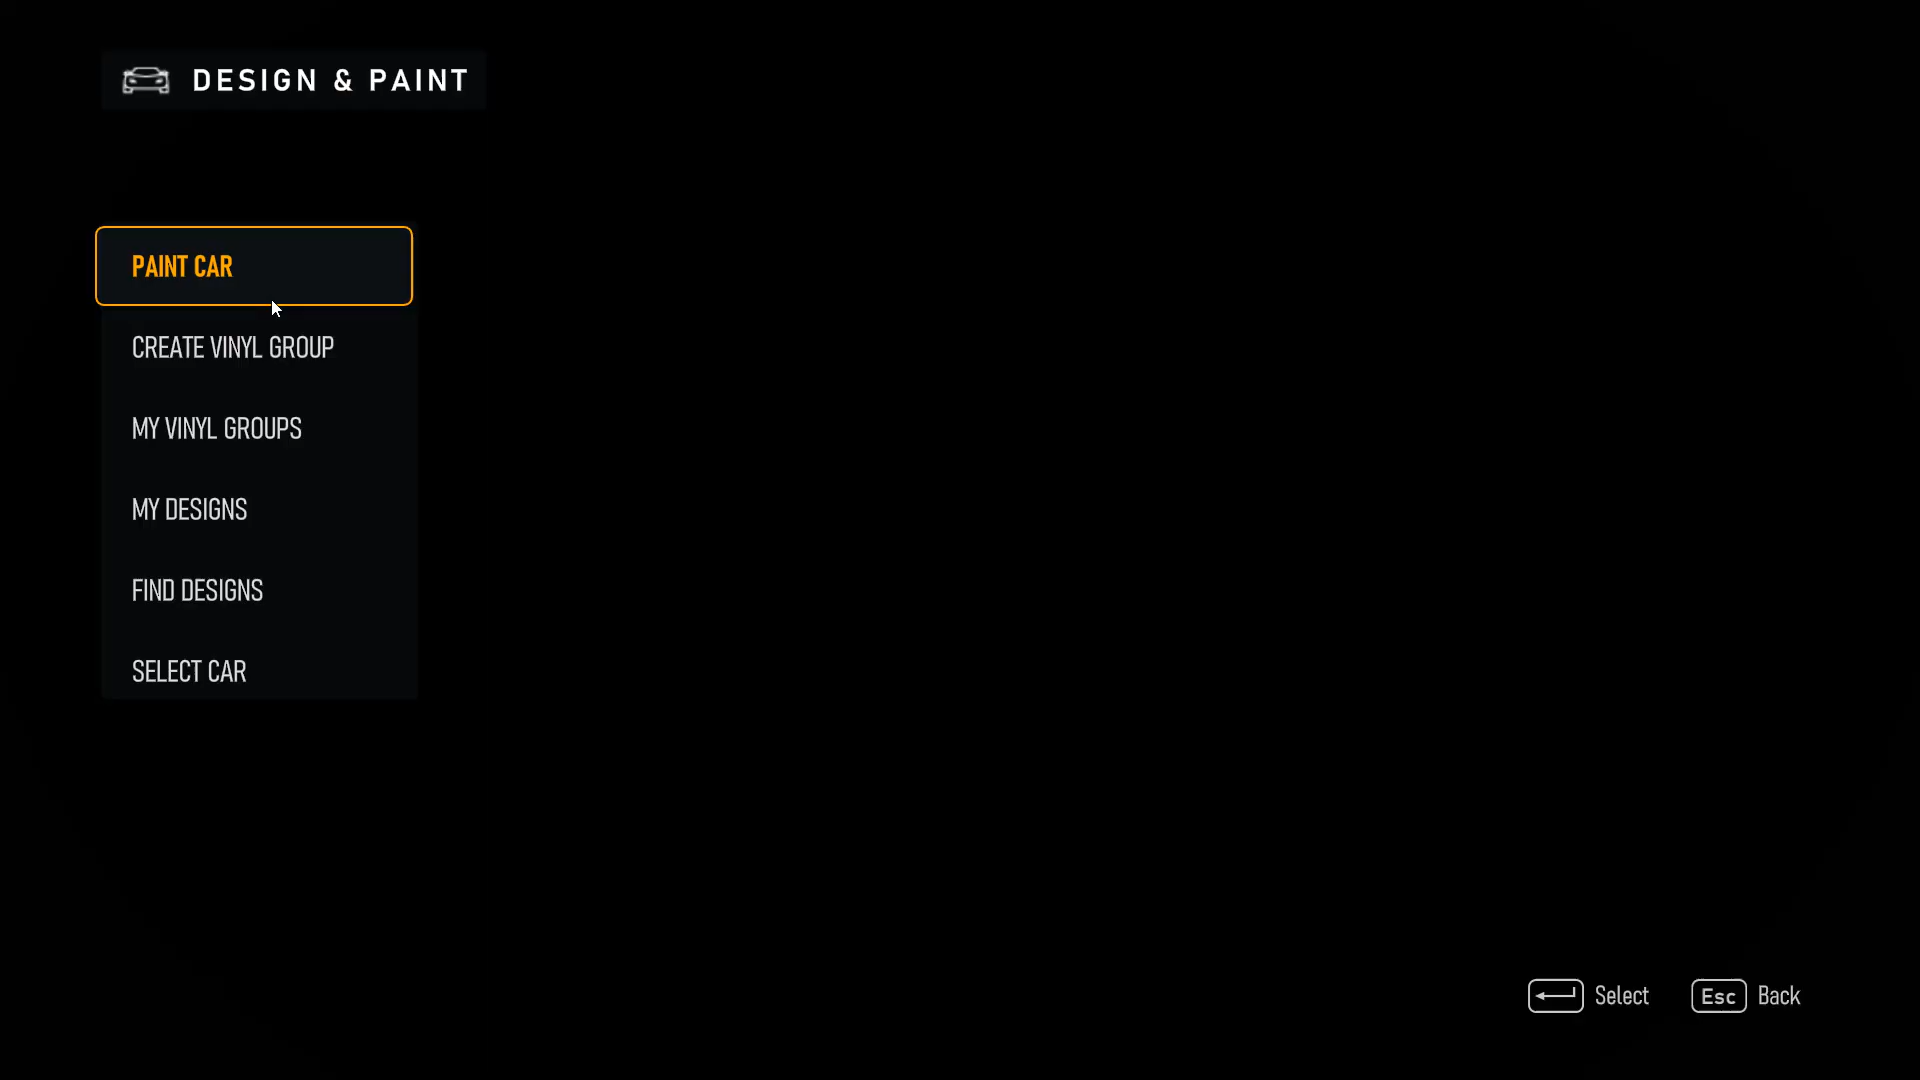 DESIGN & PAINT
PAINT CAR
CREATE VINYL GROUP
MY VINYL GROUPS
MY DESIGNS
FIND DESIGNS
SELECT CAR
Select Esc Back